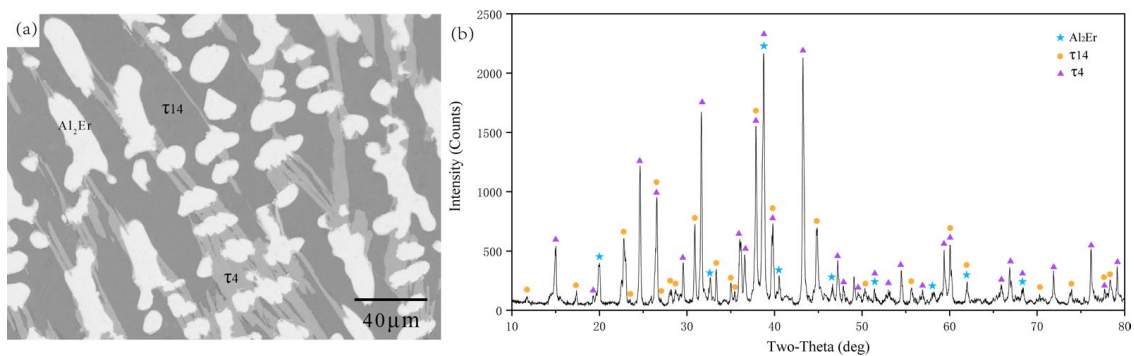 (a)
τ14
Al₂Er
τ4
40μm
(b)
2500
2000
1500
1000
500
0
Intensity (Counts)
Al₂Er
τ14
τ4
10 20 30 40 50 60 70 80
Two-Theta (deg)